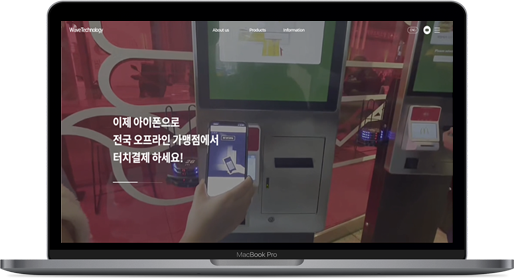 WaveTechnology
About us
Products
Information
이제 아이폰으로
전국 오프라인 가맹점에서
터치결제 하세요!
MacBook Pro